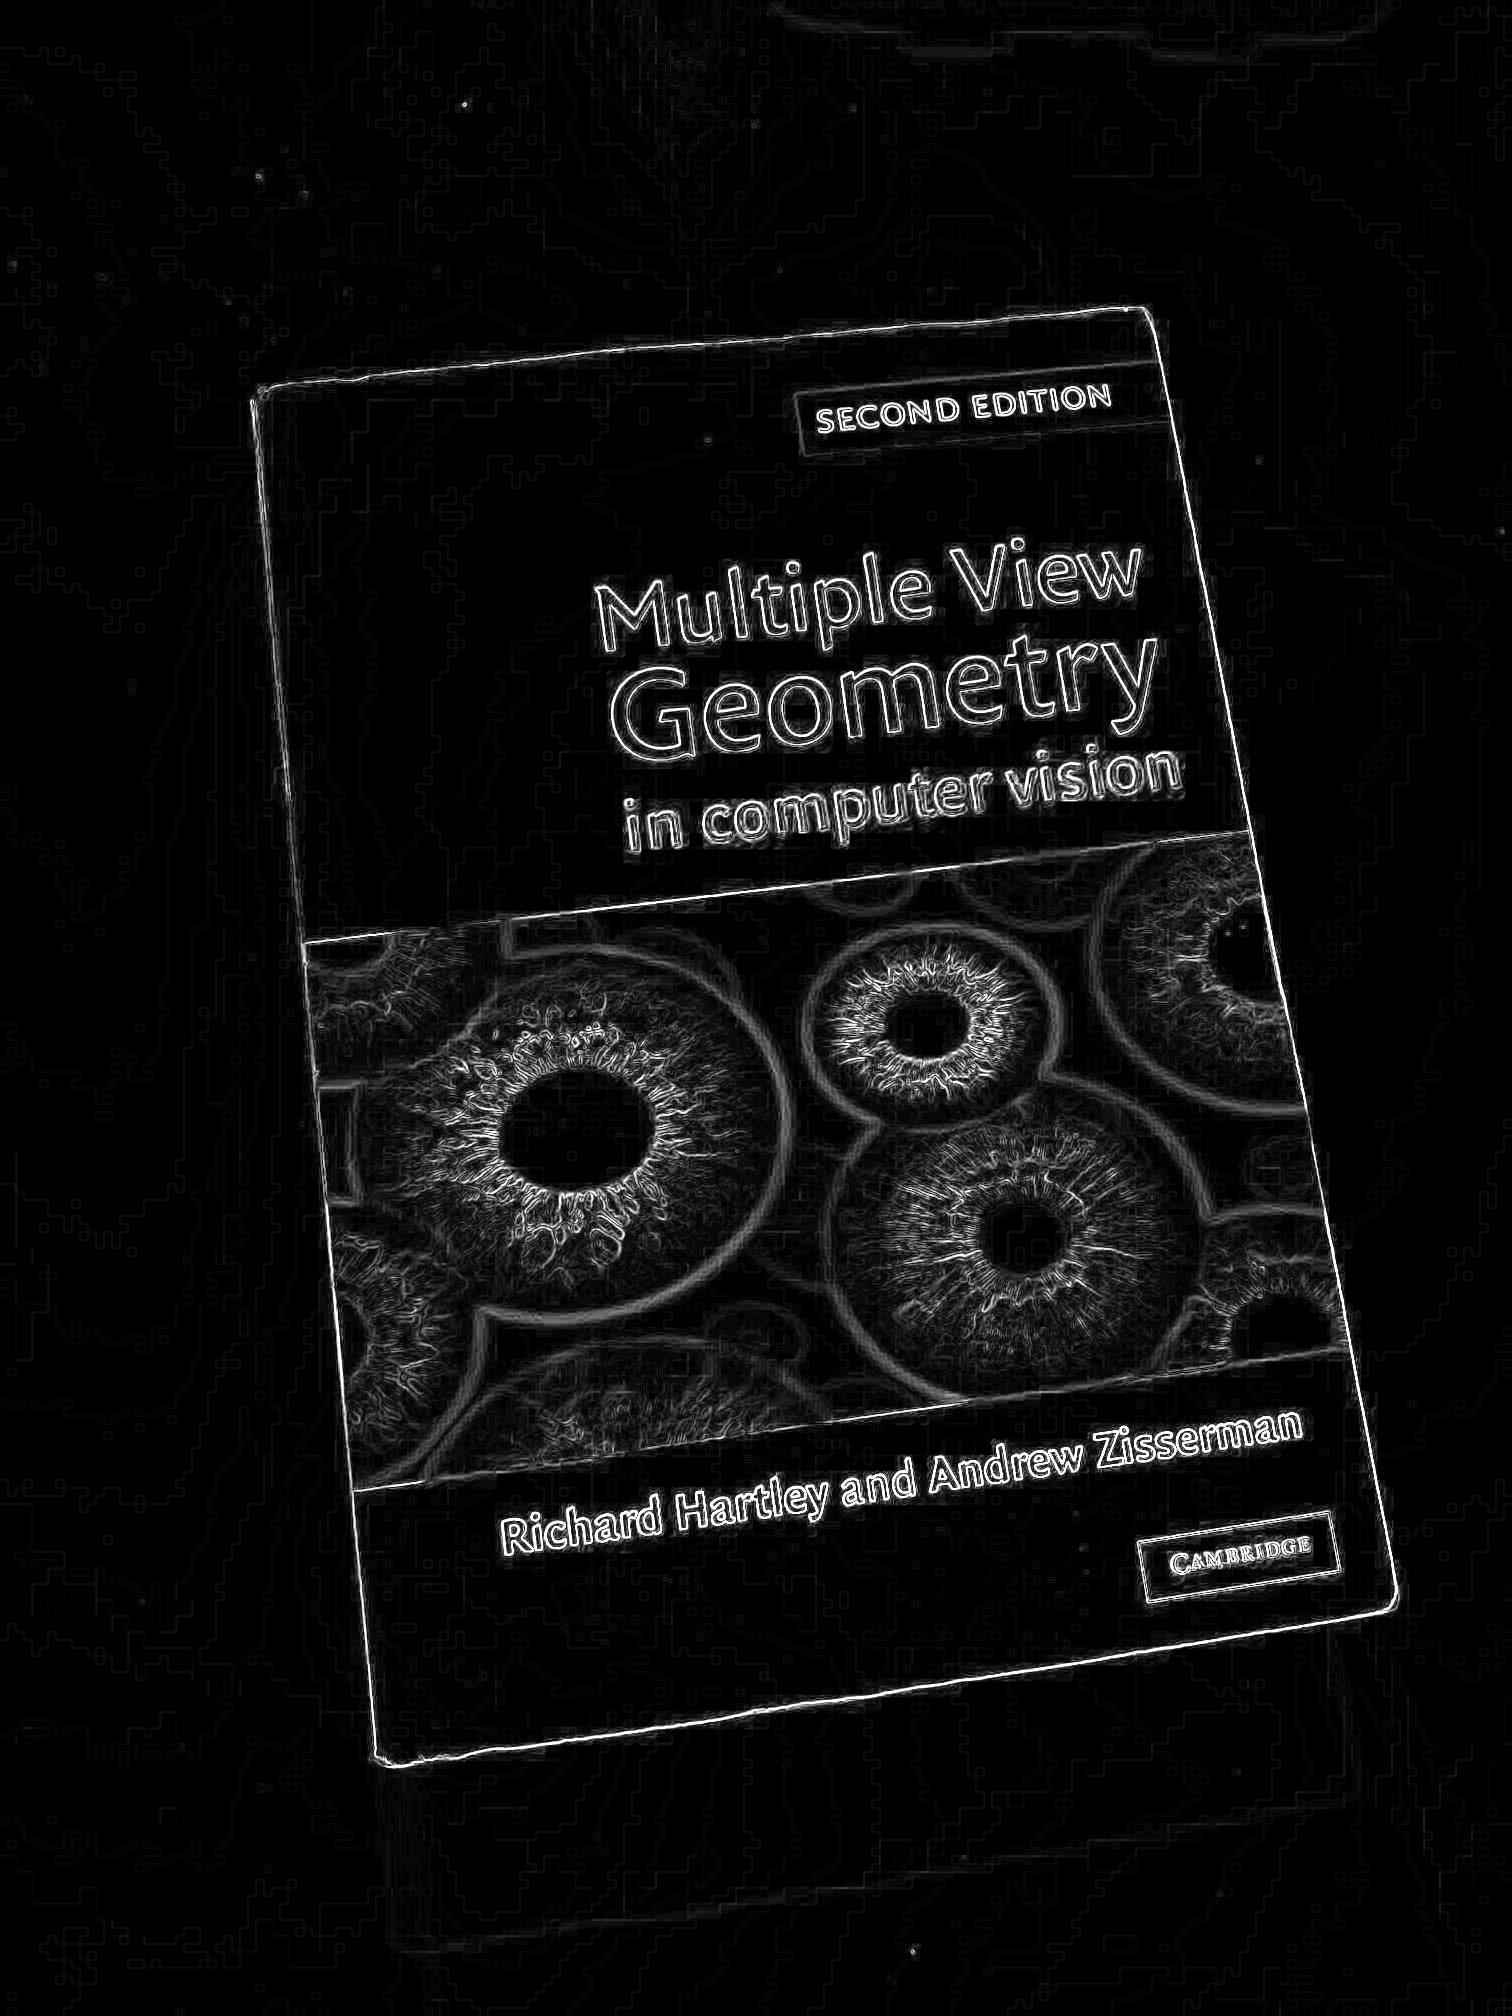 SECOND EDITION
Multiple View
Geometry
in computer vision
Richard Hartley and Andrew Zisserman
CAMBRIDGE